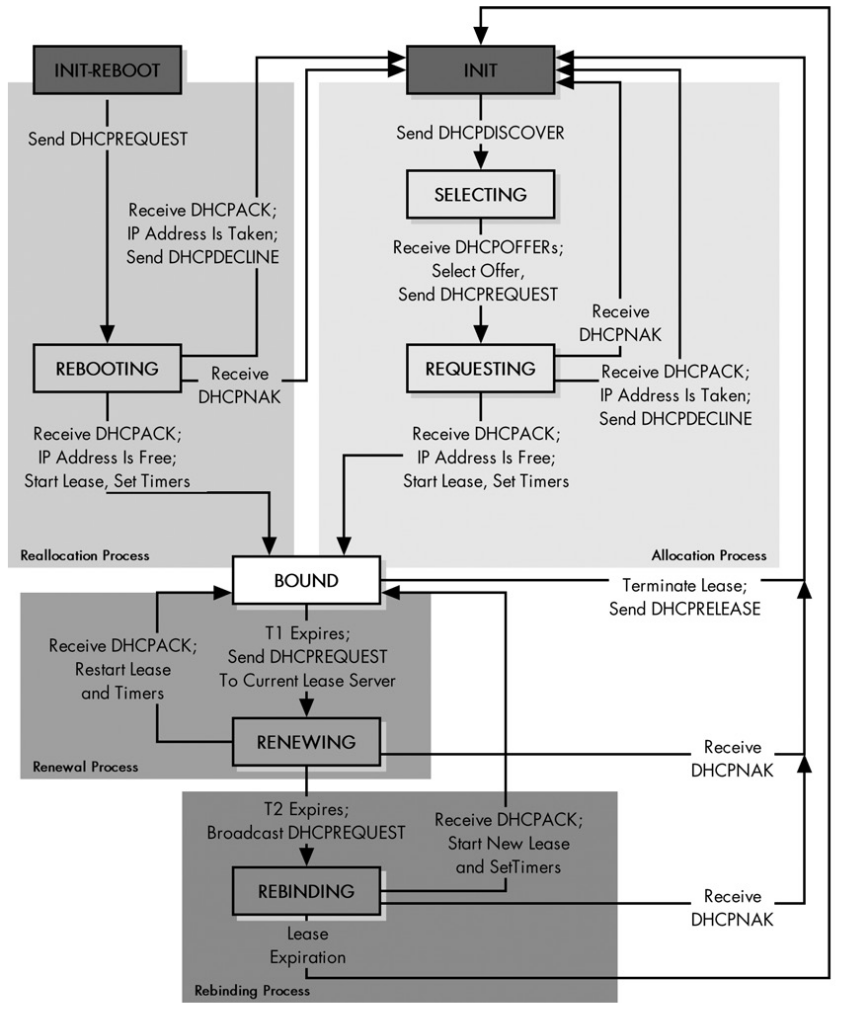 INIT-REBOOT
INIT
Send DHCPREQUEST
Send DHCPDISCOVER
SELECTING
Receive DHCPACK;
IP Address Is Taken;
Send DHCPDECLINE
Receive DHCPOFFERs;
Select Offer,
Send DHCPREQUEST
Receive
DHCPNAK
REBOOTING
Receive
DHCPNAK
REQUESTING
Receive DHCPACK;
IP Address Is Taken;
Send DHCPDECLINE
Receive DHCPACK;
IP Address Is Free;
Start Lease, Set Timers
Receive DHCPACK;
IP Address Is Free;
Start Lease, Set Timers
Reallocation Process
Allocation Process
BOUND
Terminate Lease;
Send DHCPRELEASE
Receive DHCPACK;
Restart Lease
and Timers
T1 Expires;
Send DHCPREQUEST
To Current Lease Server
RENEWING
Receive
DHCPNAK
Renewal Process
T2 Expires;
Broadcast DHCPREQUEST
Receive DHCPACK;
Start New Lease
and SetTimers
REBINDING
Receive
DHCPNAK
Lease
Expiration
Rebinding Process